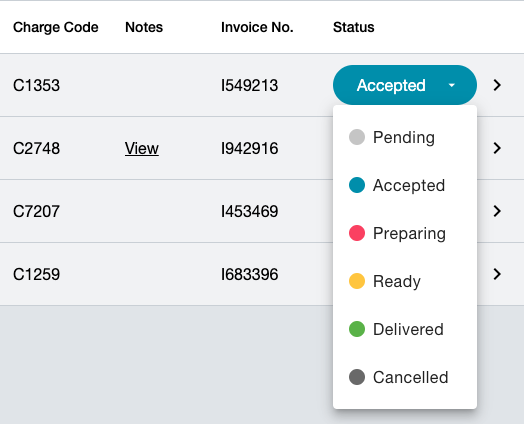 Charge Code Notes Invoice No. Status
C1353 I549213 Accepted
Pending
C2748 View I942916
Accepted
C7207 I453469
Preparing
C1259 I683396
Ready
Delivered
Cancelled